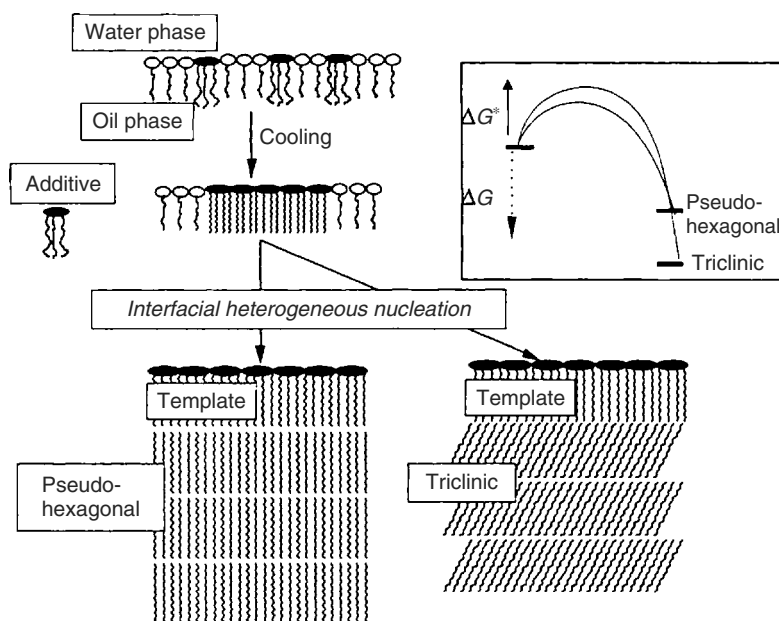 Water phase
Oil phase
Cooling
Additive
ΔG*
ΔG
Pseudo-
hexagonal
Triclinic
Interfacial heterogeneous nucleation
Template
Template
Pseudo-
hexagonal
Triclinic